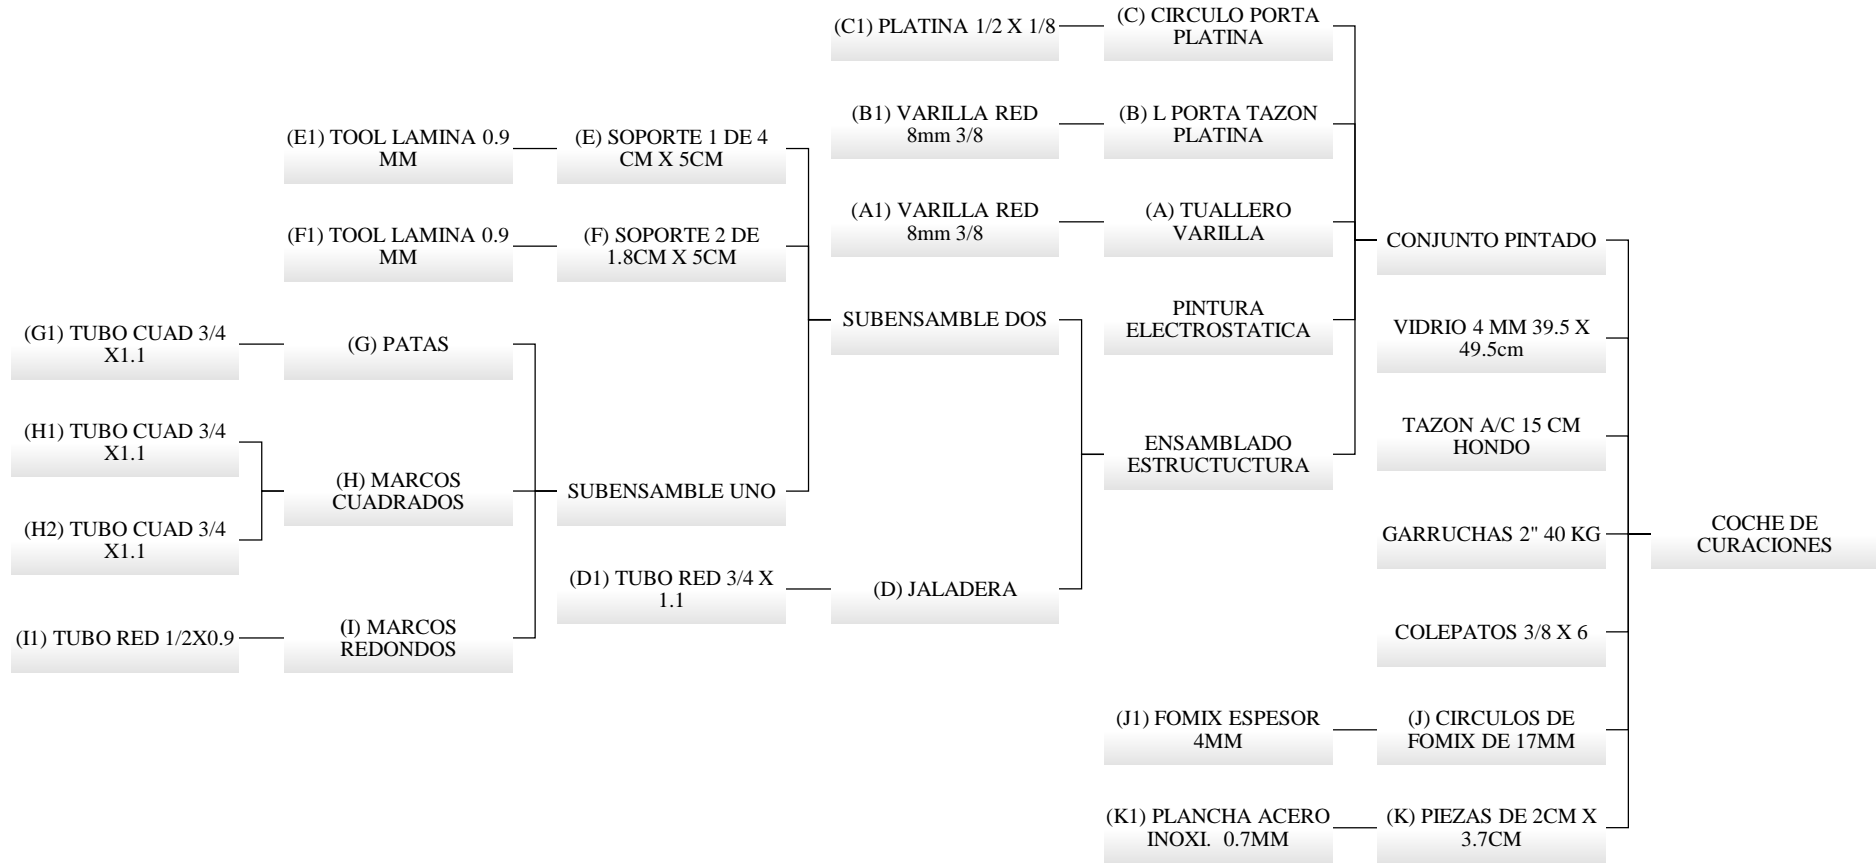 (C1) PLATINA 1/2 X 1/8
(C) CIRCULO PORTA
PLATINA
(B1) VARILLA RED
8mm 3/8
(B) L PORTA TAZON
PLATINA
(E1) TOOL LAMINA 0.9
MM
(E) SOPORTE 1 DE 4
CM X 5CM
(A1) VARILLA RED
8mm 3/8
(A) TUALLERO
VARILLA
(F1) TOOL LAMINA 0.9
MM
(F) SOPORTE 2 DE
1.8CM X 5CM
CONJUNTO PINTADO
PINTURA
ELECTROSTATICA
SUBENSAMBLE DOS
VIDRIO 4 MM 39.5 X
49.5cm
(G1) TUBO CUAD 3/4
X1.1
(G) PATAS
(H1) TUBO CUAD 3/4
X1.1
TAZON A/C 15 CM
HONDO
ENSAMBLADO
ESTRUCTUCTURA
(H) MARCOS
CUADRADOS
SUBENSAMBLE UNO
(H2) TUBO CUAD 3/4
X1.1
GARRUCHAS 2" 40 KG
COCHE DE
CURACIONES
(D1) TUBO RED 3/4 X
1.1
(D) JALADERA
(I1) TUBO RED 1/2X0.9
(I) MARCOS
REDONDOS
COLEPATOS 3/8 X 6
(J1) FOMIX ESPESOR
4MM
(J) CIRCULOS DE
FOMIX DE 17MM
(K1) PLANCHA ACERO
INOXI.  0.7MM
(K) PIEZAS DE 2CM X
3.7CM